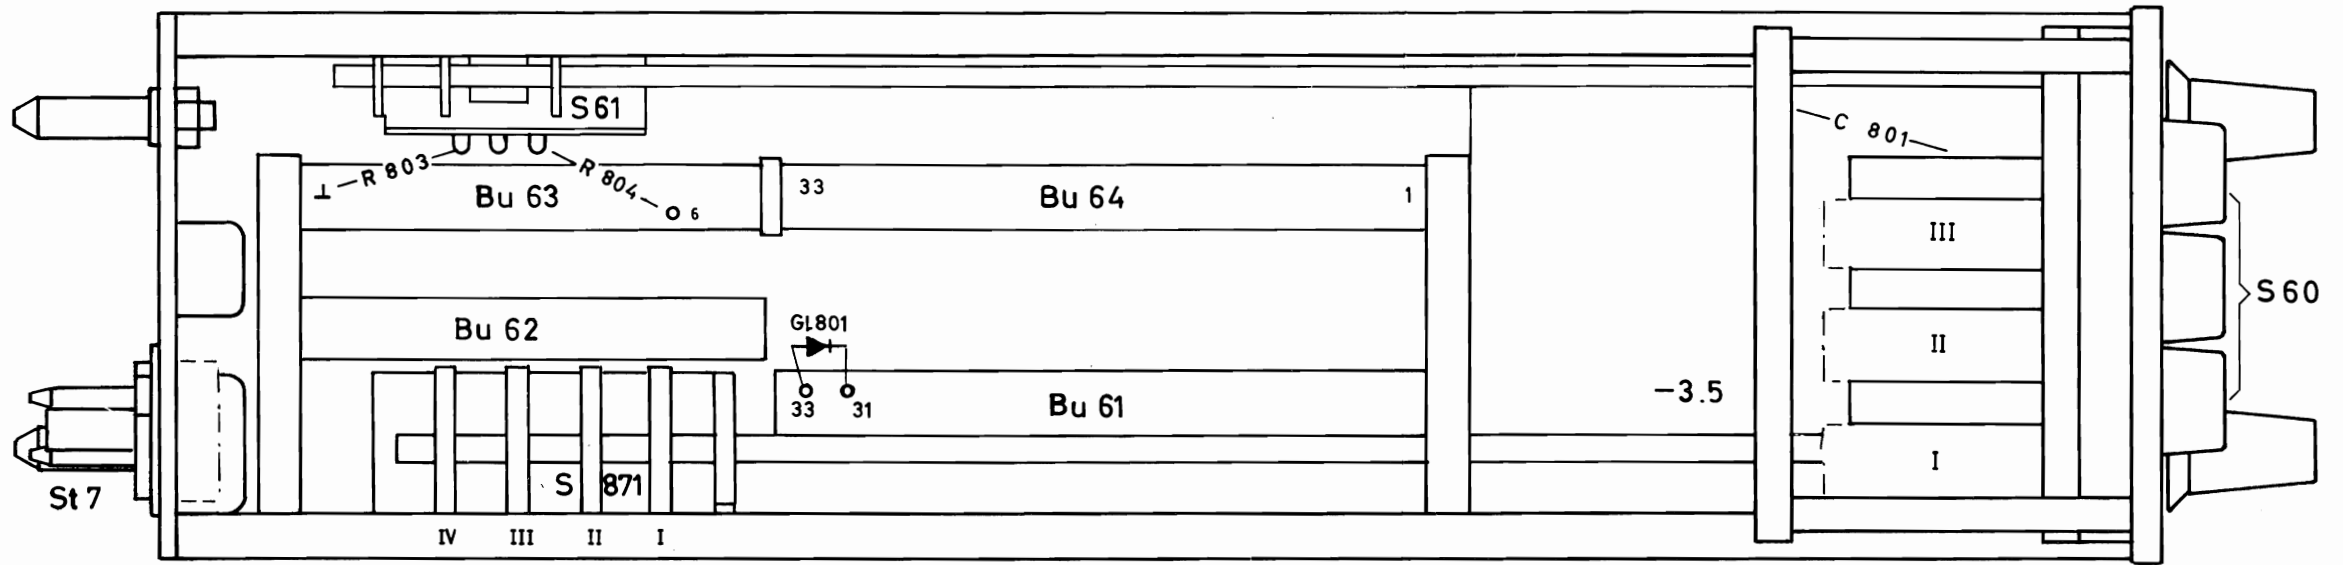 S 61
C 801
⊥ R 803
R 804
6
Bu 63
33
Bu 64
1
III
S 60
Bu 62
GL801
II
33
31
Bu 61
-3.5
I
S 871
St 7
IV III II I